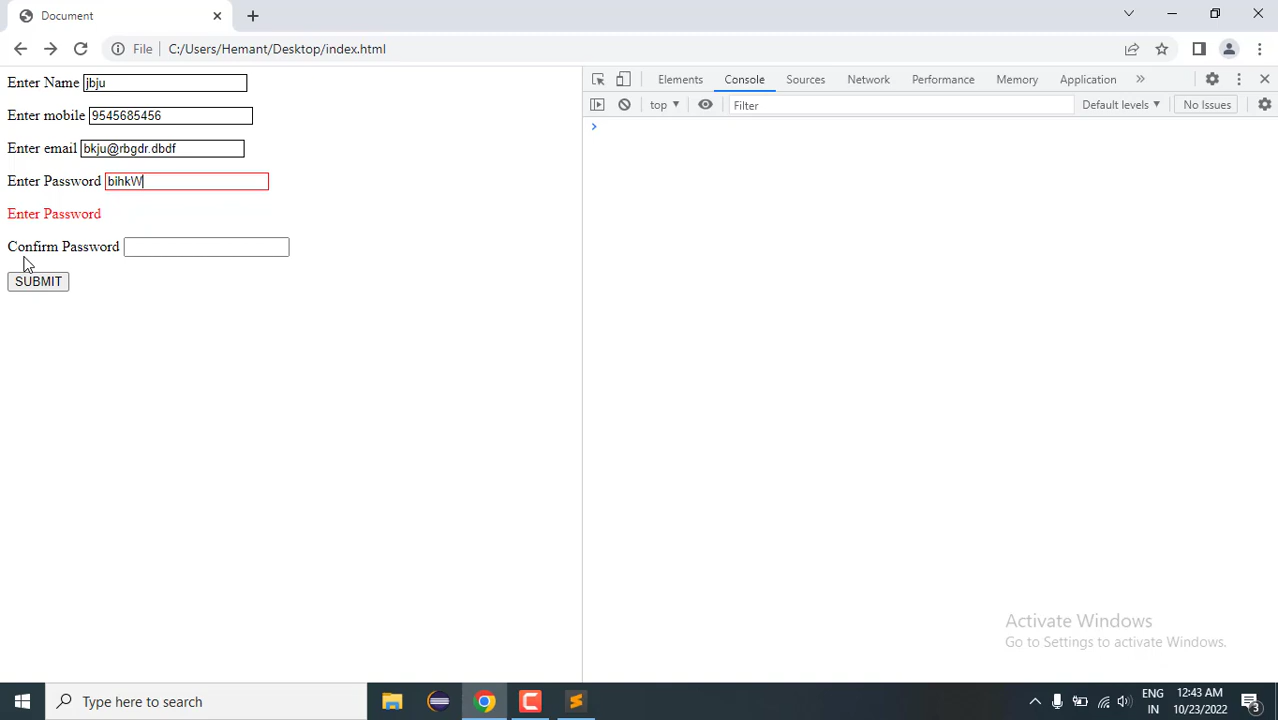 Document
File
C:/Users/Hemant/Desktop/index.html
Enter Name jbju
Enter mobile 9545685456
Enter email bkju@rbgdr.dbdf
Enter Password bihkW
Enter Password
Confirm Password
SUBMIT
Elements Console Sources Network Performance Memory Application »
top Filter Default levels No Issues
Activate Windows
Go to Settings to activate Windows.
Type here to search
ENG
IN
12:43 AM
10/23/2022
3